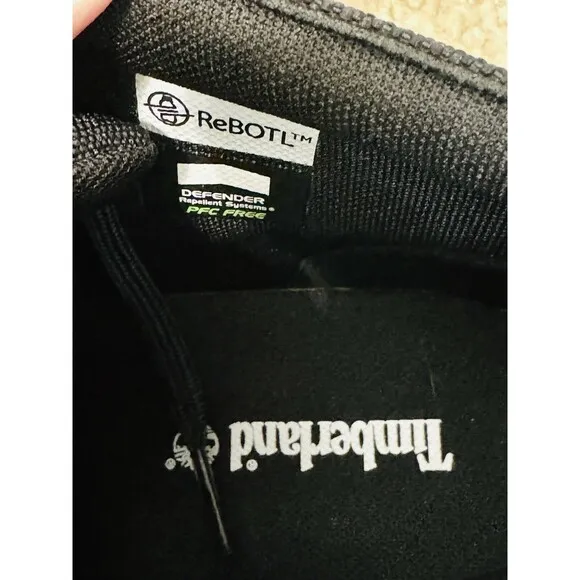 ReBOTL™
DEFENDER
Repellent Systems®
PFC FREE
Timberland ®